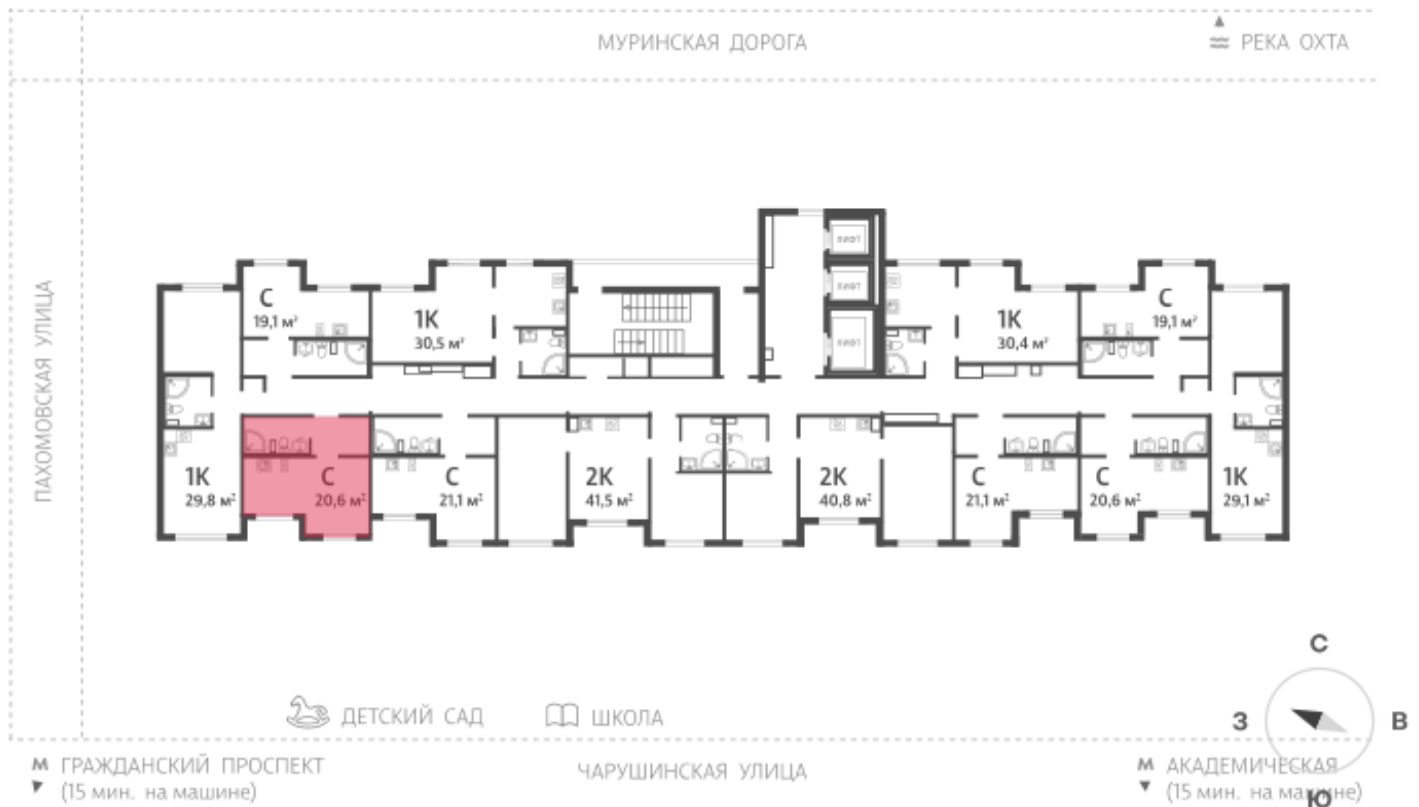 МУРИНСКАЯ ДОРОГА
РЕКА ОХТА
ПАХОМОВСКАЯ УЛИЦА
ЛИФТ
ЛИФТ
ЛИФТ
С
19,1 м²
1К
30,5 м²
1К
30,4 м²
С
19,1 м²
1К
29,8 м²
С
20,6 м²
С
21,1 м²
2К
41,5 м²
2К
40,8 м²
С
21,1 м²
С
20,6 м²
1К
29,1 м²
ДЕТСКИЙ САД
ШКОЛА
С
З
В
Ю
М ГРАЖДАНСКИЙ ПРОСПЕКТ
(15 мин. на машине)
ЧАРУШИНСКАЯ УЛИЦА
М АКАДЕМИЧЕСКАЯ
(15 мин. на машине)